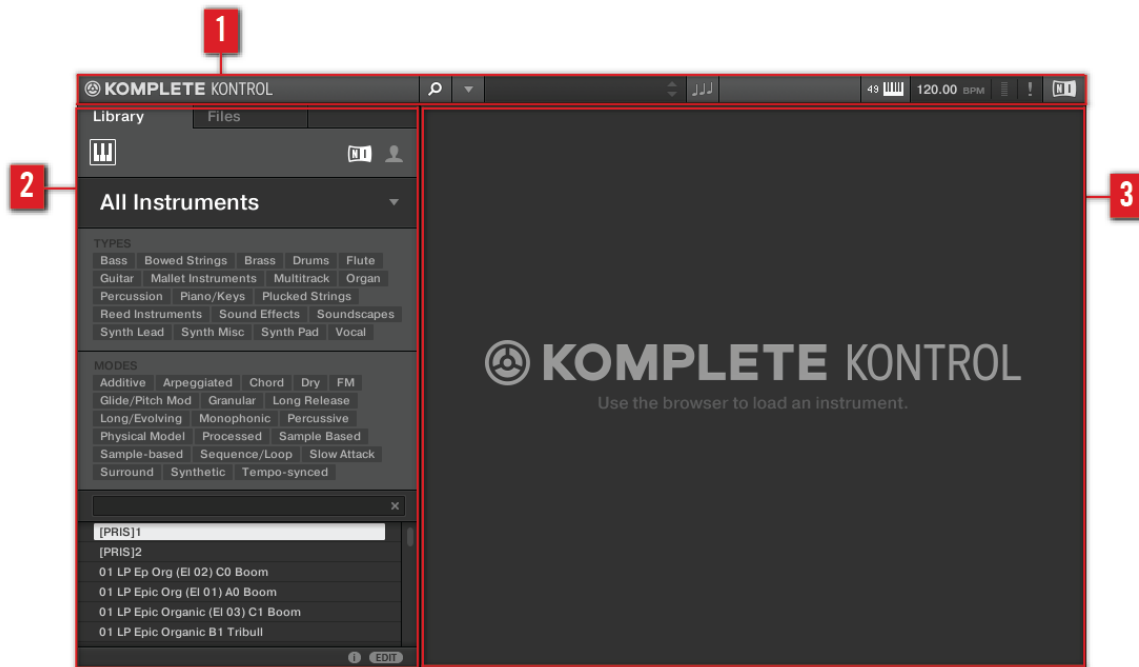 1
KOMPLETE KONTROL
49
120.00 BPM
!
NI
2
Library Files
NI
All Instruments
TYPES
Bass Bowed Strings Brass Drums Flute
Guitar Mallet Instruments Multitrack Organ
Percussion Piano/Keys Plucked Strings
Reed Instruments Sound Effects Soundscapes
Synth Lead Synth Misc Synth Pad Vocal
MODES
Additive Arpeggiated Chord Dry FM
Glide/Pitch Mod Granular Long Release
Long/Evolving Monophonic Percussive
Physical Model Processed Sample Based
Sample-based Sequence/Loop Slow Attack
Surround Synthetic Tempo-synced
[PRIS]1
[PRIS]2
01 LP Ep Org (EI 02) C0 Boom
01 LP Epic Org (EI 01) A0 Boom
01 LP Epic Organic (EI 03) C1 Boom
01 LP Epic Organic B1 Tribull
i EDIT
3
KOMPLETE KONTROL
Use the browser to load an instrument.